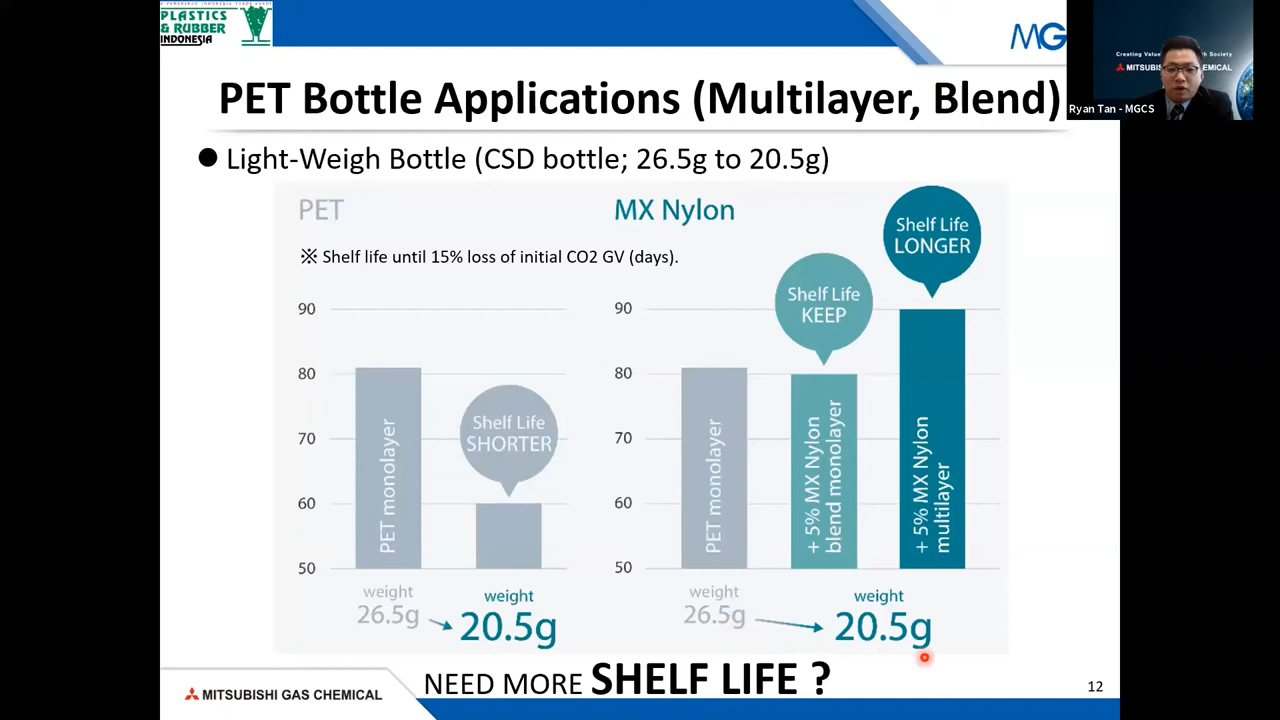 PLASTICS
& RUBBER
INDONESIA
MG
Creating Value
Society
MITSUBISHI
CHEMICAL
Ryan Tan - MGCS
PET Bottle Applications (Multilayer, Blend)
● Light-Weigh Bottle (CSD bottle; 26.5g to 20.5g)
PET
MX Nylon
※ Shelf life until 15% loss of initial CO2 GV (days).
Shelf Life
LONGER
Shelf Life
KEEP
Shelf Life
SHORTER
90
80
70
60
50
PET monolayer
weight
26.5g
weight
20.5g
90
80
70
60
50
PET monolayer
+ 5% MX Nylon
blend monolayer
+ 5% MX Nylon
multilayer
weight
26.5g
weight
20.5g
NEED MORE SHELF LIFE ?
MITSUBISHI GAS CHEMICAL
12